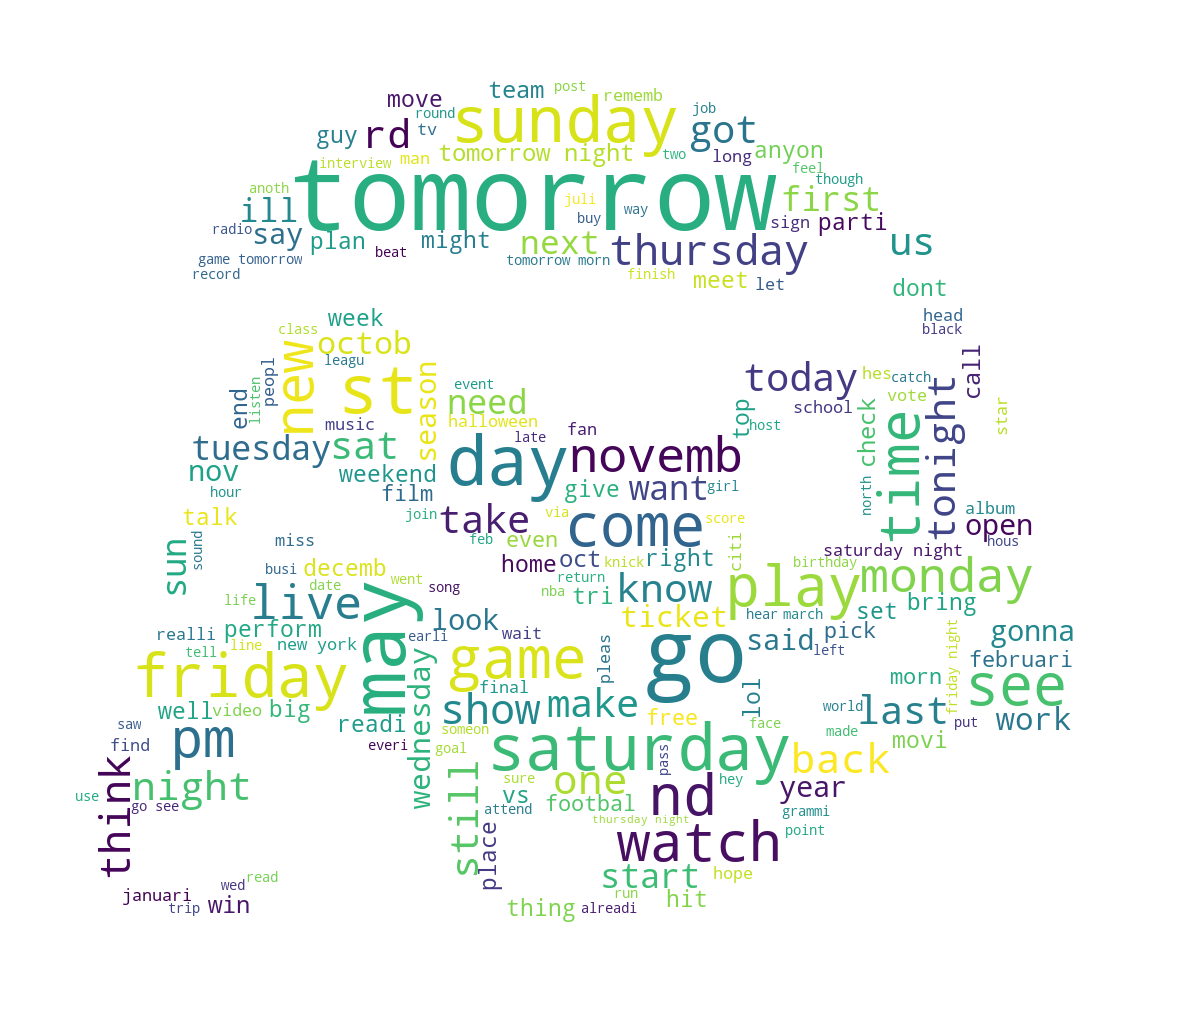 post
team
rememb
move
sunday
job
round
guy
rd
tv
got
interview
man
tomorrow night
two
long
anyon
feel
though
anoth
tomorrow
juli
first
ill
way
buy
sign
parti
radio
say
plan
might
next
thursday
us
beat
game tomorrow
tomorrow morn
record
finish
meet
let
dont
head
black
week
class
octob
new
leagu
st
peopl
listen
end
season
event
need
halloween
music
today
hes
catch
call
school
vote
star
top
host
check
time
tonight
north
tuesday
sat
late
fan
day
novemb
nov
weekend
film
give
want
girl
hour
talk
join
take
via
come
score
album
open
hous
sun
sound
miss
feb
even
home
oct
knick
right
citi
saturday night
busi
decemb
date
went
song
return
nba
tri
know
play
birthday
monday
life
live
may
look
wait
ticket
hear
march
set
bring
realli
perform
earli
said
pick
gonna
tell
line
new york
go
left
friday
wednesday
game
pleas
final
lol
februari
morn
friday night
see
well
video
big
readi
show
make
free
face
world
made
last
put
work
saw
find
pm
everi
someon
goal
saturday
pass
back
movi
think
night
still
sure
one
hey
year
use
go see
vs
attend
footbal
nd
grammi
thursday night
point
place
watch
read
wed
januari
trip
win
start
hope
run
hit
thing
alreadi